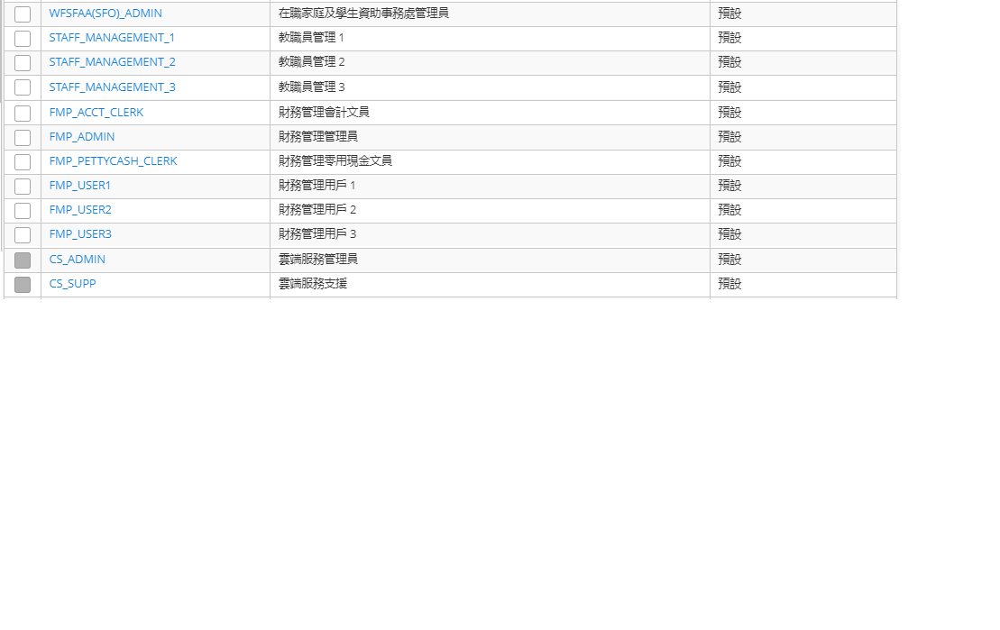 WFSFAA(SFO)_ADMIN 在職家庭及學生資助事務處管理員 預設
STAFF_MANAGEMENT_1 教職員管理 1 預設
STAFF_MANAGEMENT_2 教職員管理 2 預設
STAFF_MANAGEMENT_3 教職員管理 3 預設
FMP_ACCT_CLERK 財務管理會計文員 預設
FMP_ADMIN 財務管理管理員 預設
FMP_PETTYCASH_CLERK 財務管理零用現金文員 預設
FMP_USER1 財務管理用戶 1 預設
FMP_USER2 財務管理用戶 2 預設
FMP_USER3 財務管理用戶 3 預設
CS_ADMIN 雲端服務管理員 預設
CS_SUPP 雲端服務支援 預設